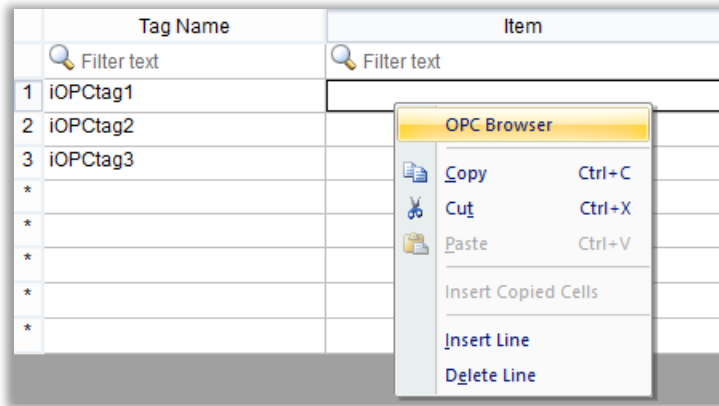 Tag Name Item
Filter text Filter text
1 iOPCtag1
2 iOPCtag2
3 iOPCtag3
*
*
*
*
*
OPC Browser
Copy Ctrl+C
Cut Ctrl+X
Paste Ctrl+V
Insert Copied Cells
Insert Line
Delete Line